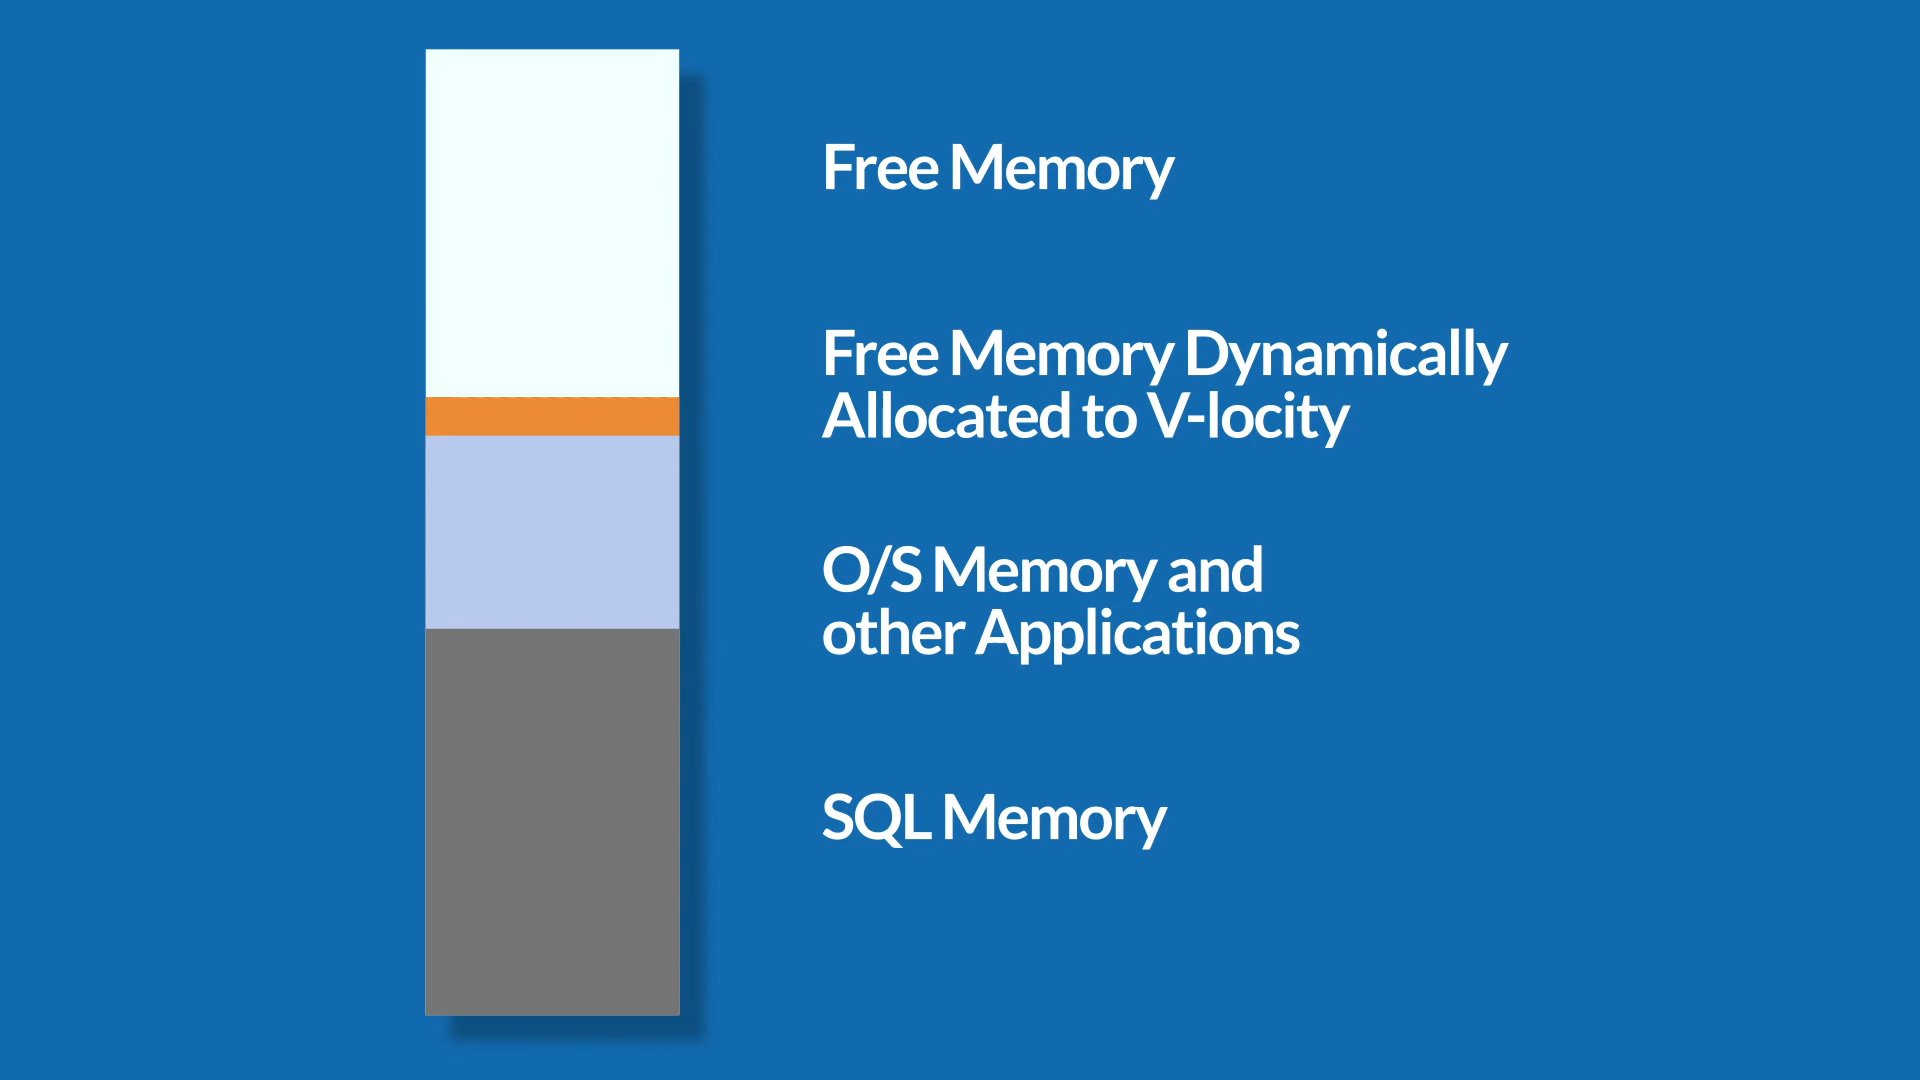 Free Memory
Free Memory Dynamically
Allocated to V-locity
O/S Memory and
other Applications
SQL Memory